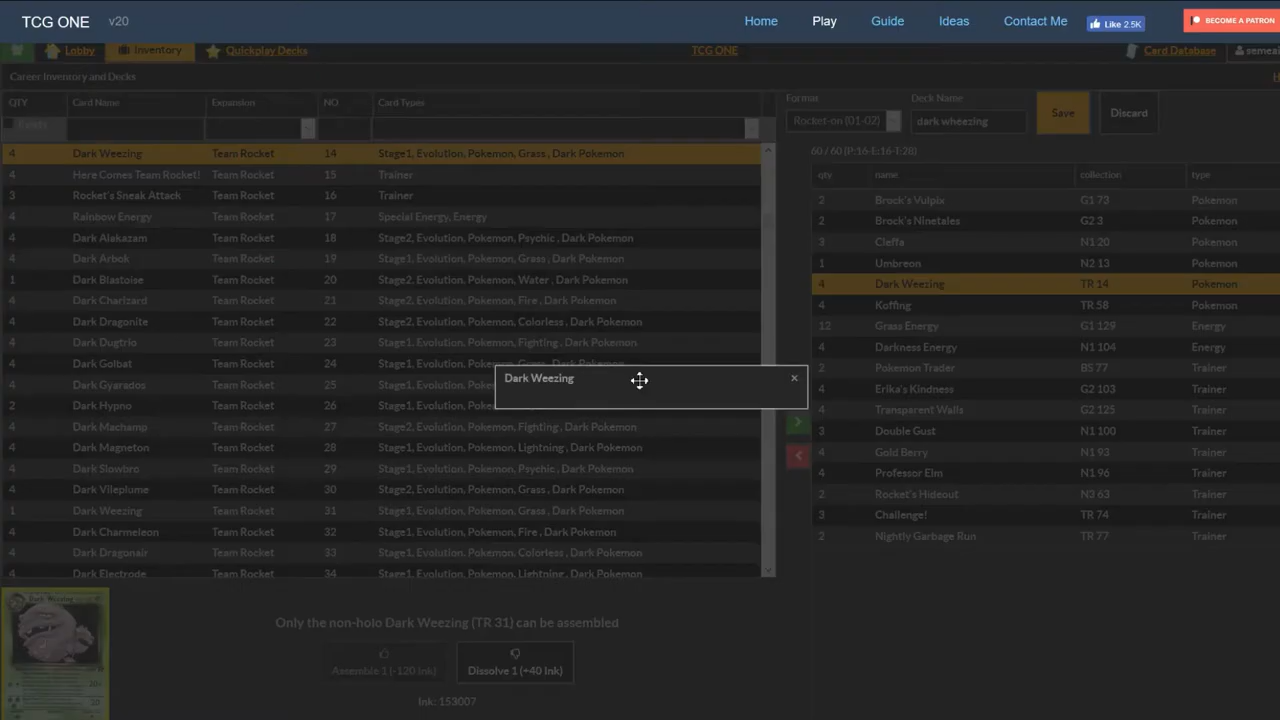 TCG ONE v20 Home Play Guide Ideas Contact Me Like 2.5K BECOME A PATRON
Lobby Inventory Quickplay Decks TCG ONE Card Database
Career Inventory and Decks
QTY Card Name Expansion NO Card Types
4 Dark Weezing Team Rocket 14 Stage1, Evolution, Pokemon, Grass , Dark Pokemon
4 Here Comes Team Rocket! Team Rocket 15 Trainer
3 Rocket's Sneak Attack Team Rocket 16 Trainer
4 Rainbow Energy Team Rocket 17 Special Energy, Energy
4 Dark Alakazam Team Rocket 18 Stage2, Evolution, Pokemon, Psychic , Dark Pokemon
4 Dark Arbok Team Rocket 19 Stage1, Evolution, Pokemon, Grass , Dark Pokemon
1 Dark Blastoise Team Rocket 20 Stage2, Evolution, Pokemon, Water , Dark Pokemon
4 Dark Charizard Team Rocket 21 Stage2, Evolution, Pokemon, Fire , Dark Pokemon
4 Dark Dragonite Team Rocket 22 Stage2, Evolution, Pokemon, Colorless , Dark Pokemon
4 Dark Dugtrio Team Rocket 23 Stage1, Evolution, Pokemon, Fighting , Dark Pokemon
4 Dark Golbat Team Rocket 24 Stage1, Evolution, Pokemon, Grass , Dark Pokemon
4 Dark Gyarados Team Rocket 25
2 Dark Hypno Team Rocket 26
4 Dark Machamp Team Rocket 27 Stage2, Evolution, Pokemon, Fighting , Dark Pokemon
4 Dark Magneton Team Rocket 28 Stage1, Evolution, Pokemon, Lightning , Dark Pokemon
4 Dark Slowbro Team Rocket 29 Stage1, Evolution, Pokemon, Psychic , Dark Pokemon
4 Dark Vileplume Team Rocket 30 Stage2, Evolution, Pokemon, Grass , Dark Pokemon
1 Dark Weezing Team Rocket 31 Stage1, Evolution, Pokemon, Grass , Dark Pokemon
4 Dark Charmeleon Team Rocket 32 Stage1, Evolution, Pokemon, Fire , Dark Pokemon
4 Dark Dragonair Team Rocket 33 Stage1, Evolution, Pokemon, Colorless , Dark Pokemon
4 Dark Electrode Team Rocket 34 Stage1, Evolution, Pokemon, Lightning , Dark Pokemon
Dark Weezing ×
Only the non-holo Dark Weezing (TR 31) can be assembled
Assemble 1 (-120 Ink) Dissolve 1 (+40 Ink)
Ink: 153007
Dark Weezing
Format Deck Name
Rocket-on (01-02) dark wheezing Save Discard
60 / 60 (P:16-E:16-T:28)
qty name collection type
2 Brock's Vulpix G1 73 Pokemon
2 Brock's Ninetales G2 3 Pokemon
3 Cleffa N1 20 Pokemon
1 Umbreon N2 13 Pokemon
4 Dark Weezing TR 14 Pokemon
4 Koffing TR 58 Pokemon
12 Grass Energy G1 129 Energy
4 Darkness Energy N1 104 Energy
2 Pokemon Trader BS 77 Trainer
4 Erika's Kindness G2 103 Trainer
4 Transparent Walls G2 125 Trainer
3 Double Gust N1 100 Trainer
4 Gold Berry N1 93 Trainer
4 Professor Elm N1 96 Trainer
2 Rocket's Hideout N3 63 Trainer
3 Challenge! TR 74 Trainer
2 Nightly Garbage Run TR 77 Trainer